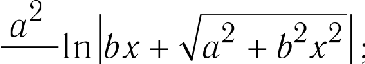 a² ln|bx + √(a² + b²x²)|;